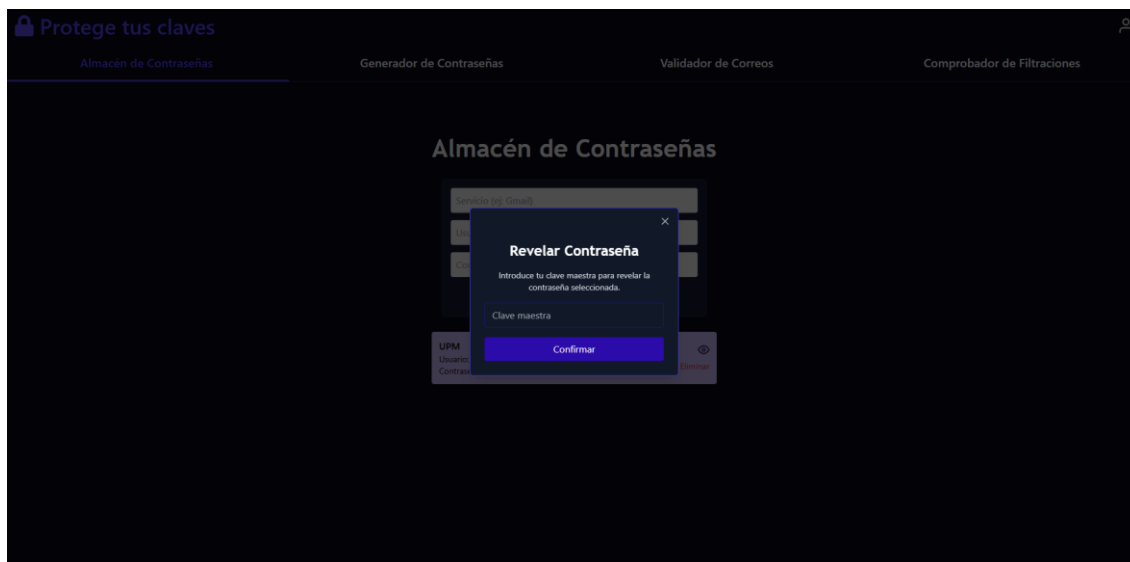 Protege tus claves
Almacén de Contraseñas
Generador de Contraseñas
Validador de Correos
Comprobador de Filtraciones
Almacén de Contraseñas
Servicio (ej: Gmail)
Revelar Contraseña
Introduce tu clave maestra para revelar la
contraseña seleccionada.
Clave maestra
Confirmar
UPM
Usuario:
Eliminar